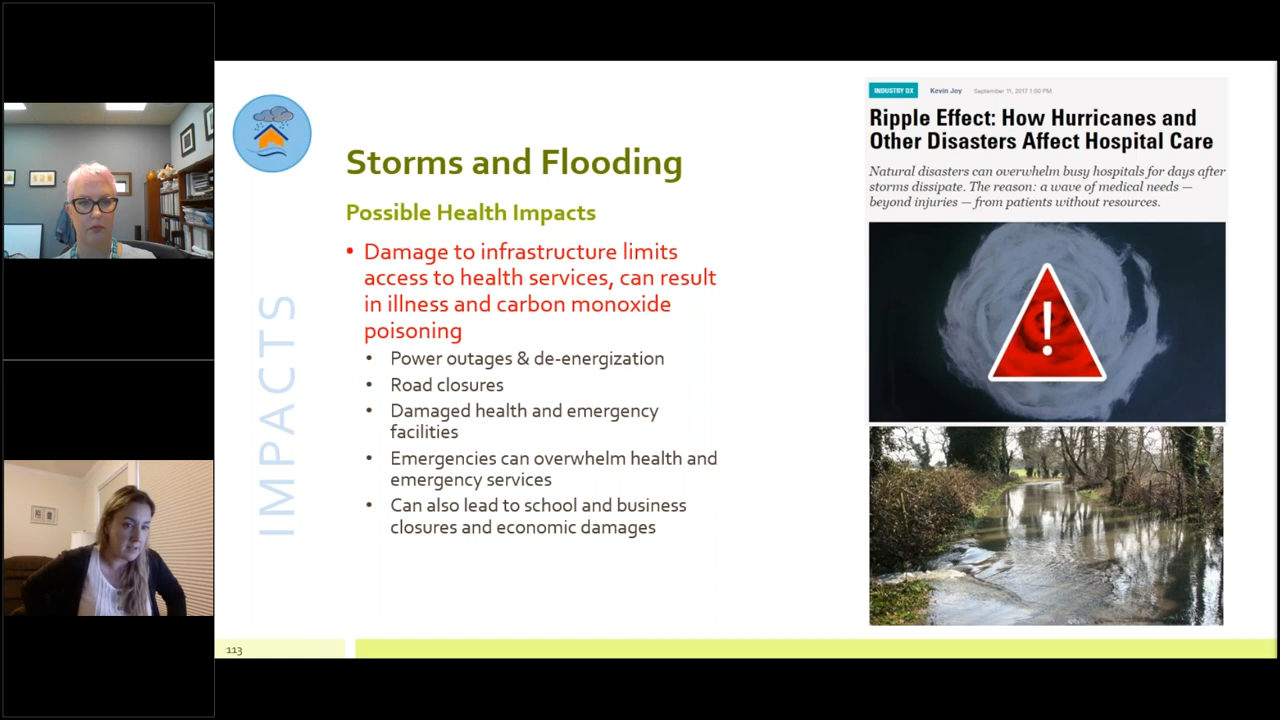 Storms and Flooding
Possible Health Impacts
• Damage to infrastructure limits
access to health services, can result
in illness and carbon monoxide
poisoning
• Power outages & de-energization
• Road closures
• Damaged health and emergency
facilities
• Emergencies can overwhelm health and
emergency services
• Can also lead to school and business
closures and economic damages
IMPACTS
113
INDUSTRY DX Kevin Joy September 11, 2017 1:00 PM
Ripple Effect: How Hurricanes and
Other Disasters Affect Hospital Care
Natural disasters can overwhelm busy hospitals for days after
storms dissipate. The reason: a wave of medical needs —
beyond injuries — from patients without resources.
!